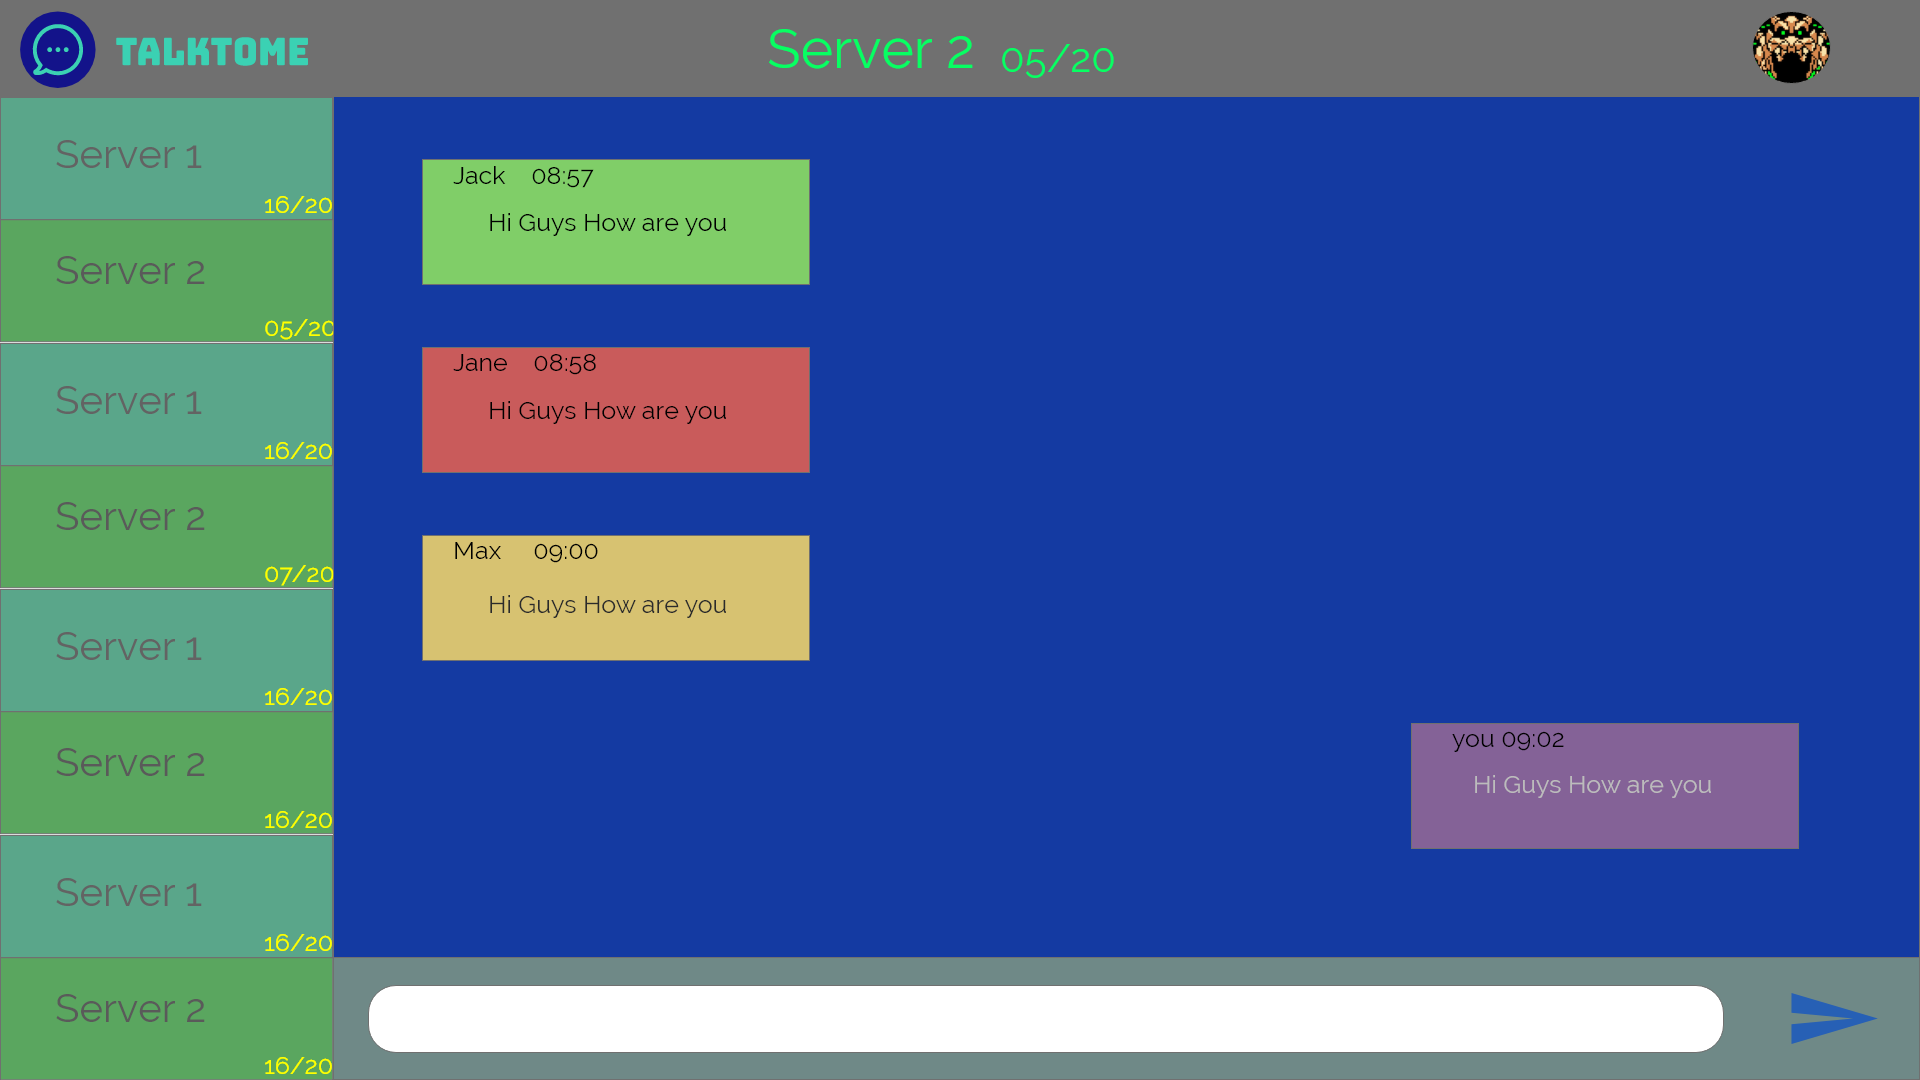 TALKTOME
Server 2 05/20
Server 1
16/20
Server 2
05/20
Server 1
16/20
Server 2
07/20
Server 1
16/20
Server 2
16/20
Server 1
16/20
Server 2
16/20
Jack 08:57
Hi Guys How are you
Jane 08:58
Hi Guys How are you
Max 09:00
Hi Guys How are you
you 09:02
Hi Guys How are you